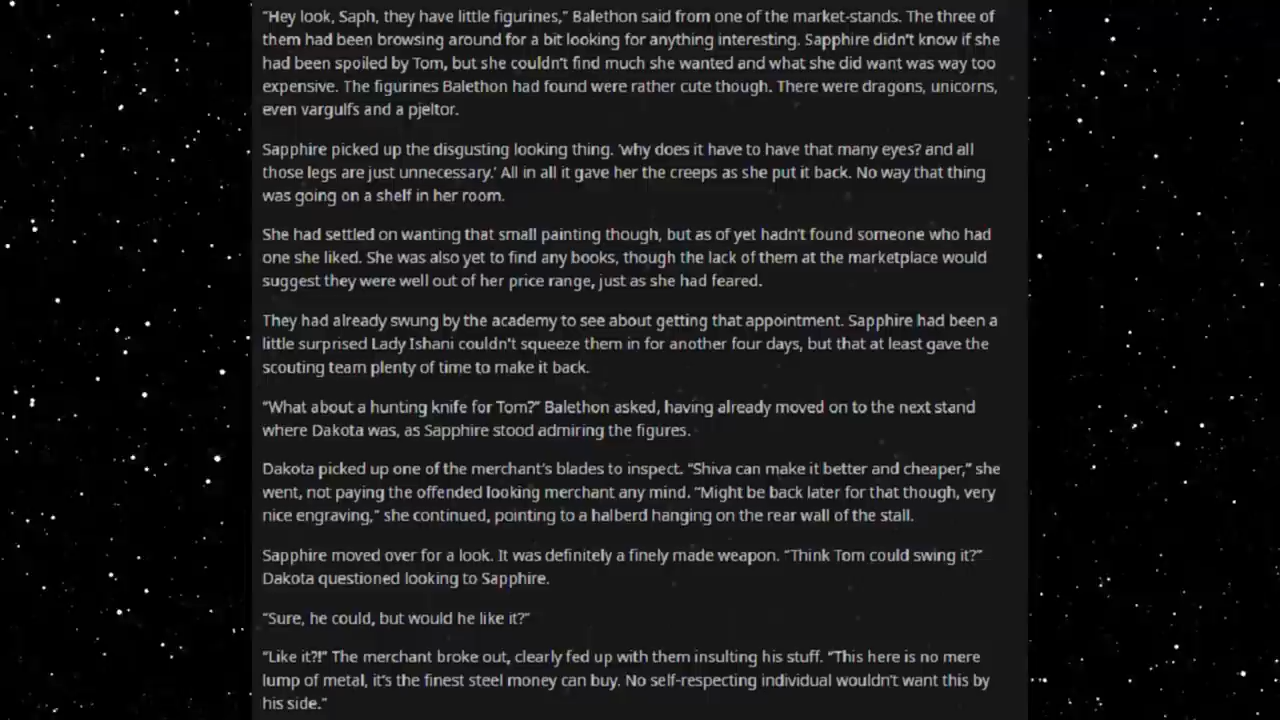 “Hey look, Saph, they have little figurines,” Balethon said from one of the market-stands. The three of
them had been browsing around for a bit looking for anything interesting. Sapphire didn’t know if she
had been spoiled by Tom, but she couldn’t find much she wanted and what she did want was way too
expensive. The figurines Balethon had found were rather cute though. There were dragons, unicorns,
even vargulfs and a pjeltor.
Sapphire picked up the disgusting looking thing. ‘Why does it have to have that many eyes? and all
those legs are just unnecessary.’ All in all it gave her the creeps as she put it back. No way that thing
was going on a shelf in her room.
She had settled on wanting that small painting though, but as of yet hadn’t found someone who had
one she liked. She was also yet to find any books, though the lack of them at the marketplace would
suggest they were well out of her price range, just as she had feared.
They had already swung by the academy to see about getting that appointment. Sapphire had been a
little surprised Lady Ishani couldn’t squeeze them in for another four days, but that at least gave the
scouting team plenty of time to make it back.
“What about a hunting knife for Tom?” Balethon asked, having already moved on to the next stand
where Dakota was, as Sapphire stood admiring the figures.
Dakota picked up one of the merchant’s blades to inspect. “Shiva can make it better and cheaper,” she
went, not paying the offended looking merchant any mind. “Might be back later for that though, very
nice engraving,” she continued, pointing to a halberd hanging on the rear wall of the stall.
Sapphire moved over for a look. It was definitely a finely made weapon. “Think Tom could swing it?”
Dakota questioned looking to Sapphire.
“Sure, he could, but would he like it?”
“Like it?!” The merchant broke out, clearly fed up with them insulting his stuff. “This here is no mere
lump of metal, it’s the finest steel money can buy. No self-respecting individual wouldn’t want this by
his side.”